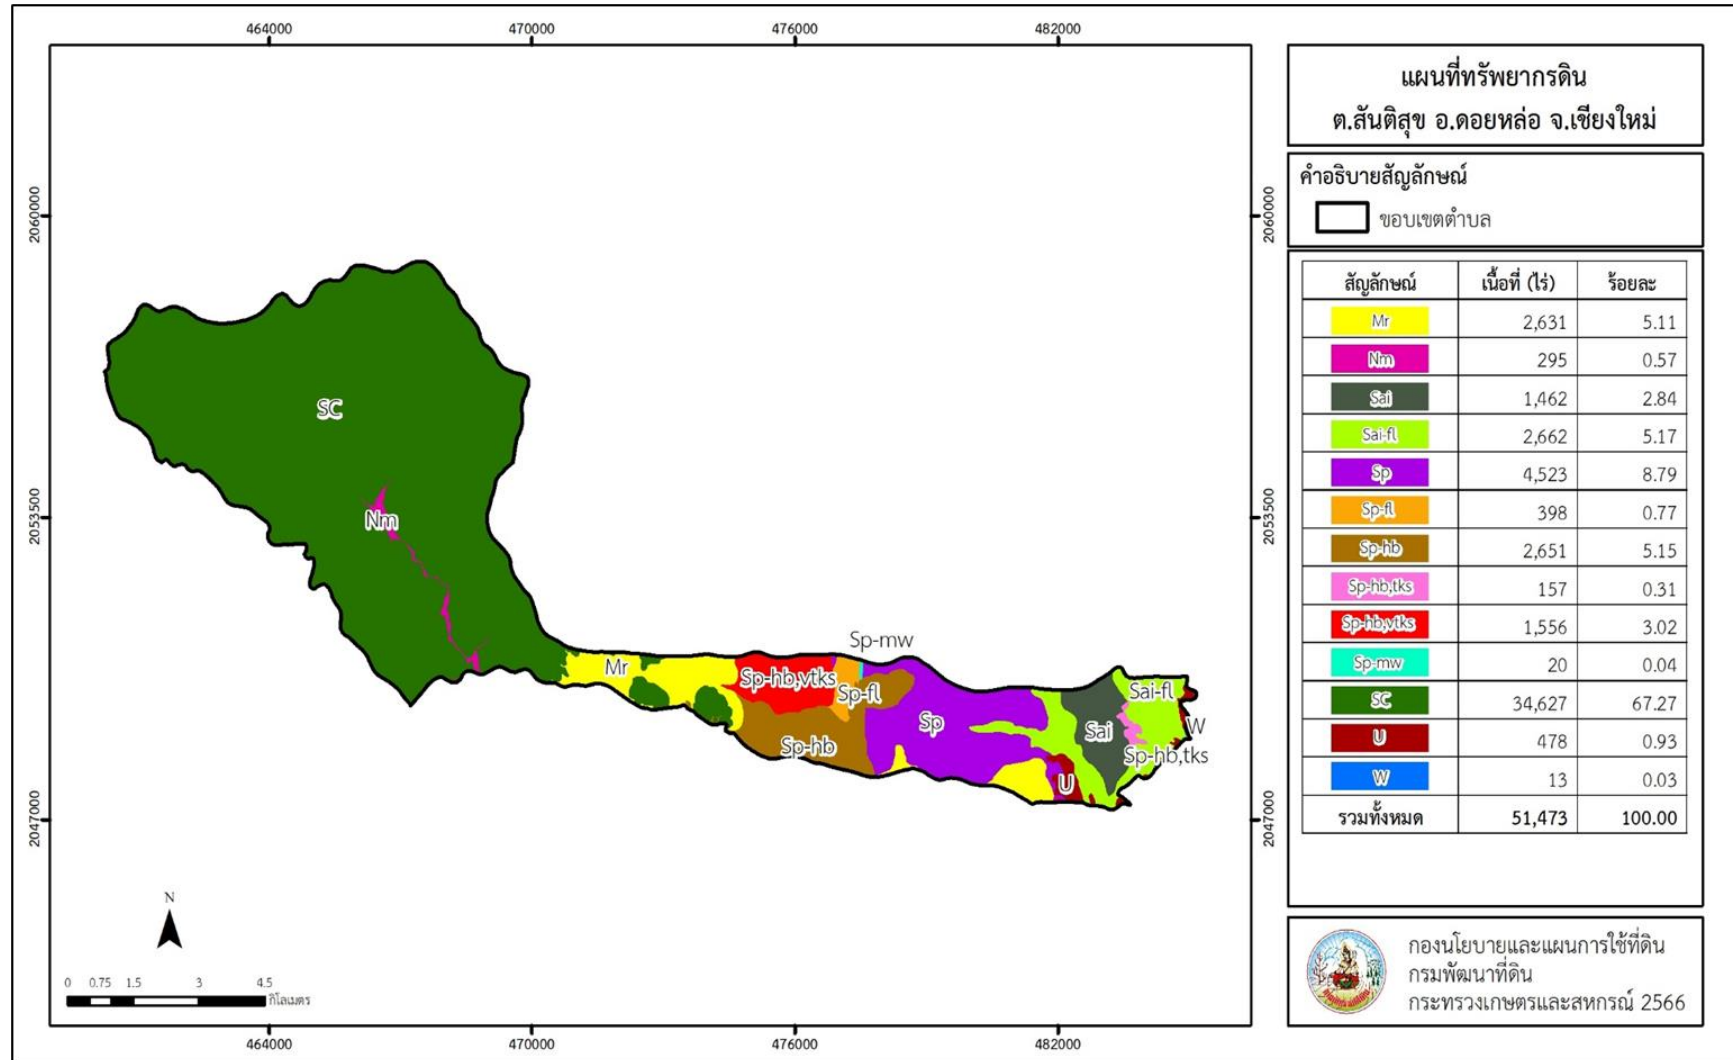 แผนที่ทรัพยากรดิน
ต.สันติสุข อ.ดอยหล่อ จ.เชียงใหม่
คำอธิบายสัญลักษณ์
ขอบเขตตำบล
สัญลักษณ์ เนื้อที่ (ไร่) ร้อยละ
Mr 2,631 5.11
Nm 295 0.57
Sai 1,462 2.84
Sai-fl 2,662 5.17
Sp 4,523 8.79
Sp-fl 398 0.77
Sp-hb 2,651 5.15
Sp-hb,tks 157 0.31
Sp-hb,vtks 1,556 3.02
Sp-mw 20 0.04
SC 34,627 67.27
U 478 0.93
W 13 0.03
รวมทั้งหมด 51,473 100.00
กองนโยบายและแผนการใช้ที่ดิน
กรมพัฒนาที่ดิน
กระทรวงเกษตรและสหกรณ์ 2566
464000 470000 476000 482000
2060000 2060000
2053500 2053500
2047000 2047000
464000 470000 476000 482000
SC
Nm
Mr
Sp-mw
Sp-hb,vtks
Sp-fl
Sp-hb
Sp
Sai-fl
Sai
W
Sp-hb,tks
U
N
0 0.75 1.5 3 4.5
กิโลเมตร